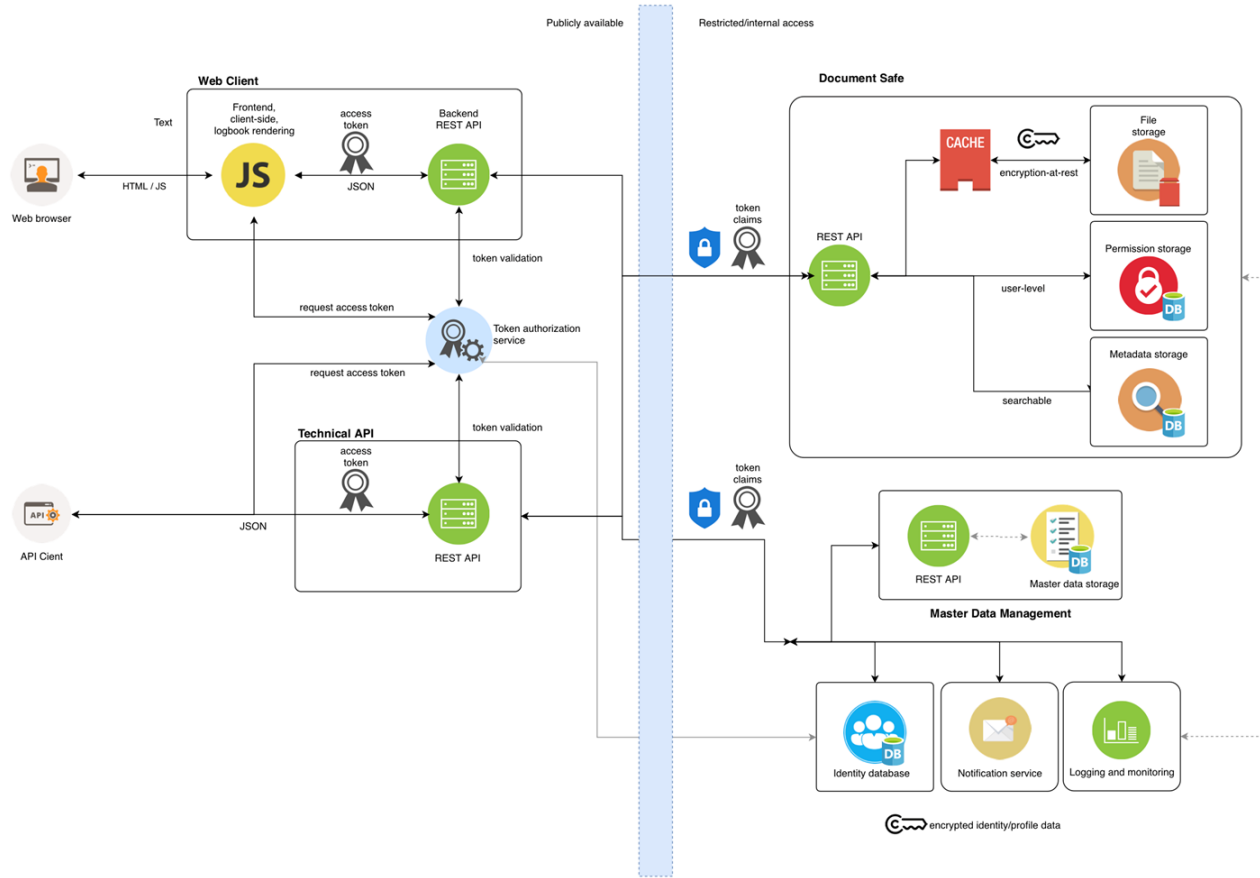 Publicly available
Restricted/internal access
Web Client
Document Safe
Text
Frontend,
client-side,
logbook rendering
access
token
Backend
REST API
JS
HTML / JS
JSON
Web browser
token validation
request access token
Token authorization
service
request access token
token validation
Technical API
access
token
API
JSON
REST API
API Cient
token
claims
REST API
CACHE
encryption-at-rest
File
storage
Permission storage
DB
user-level
Metadata storage
DB
searchable
token
claims
REST API
DB
Master data storage
Master Data Management
DB
Identity database
Notification service
Logging and monitoring
C
encrypted identity/profile data